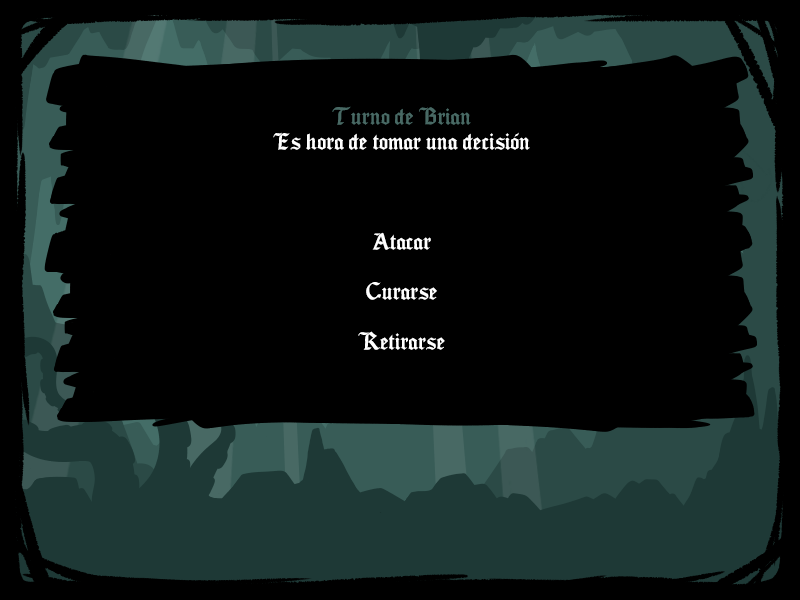 Turno de Brian
Es hora de tomar una decisión
Atacar
Curarse
Retirarse